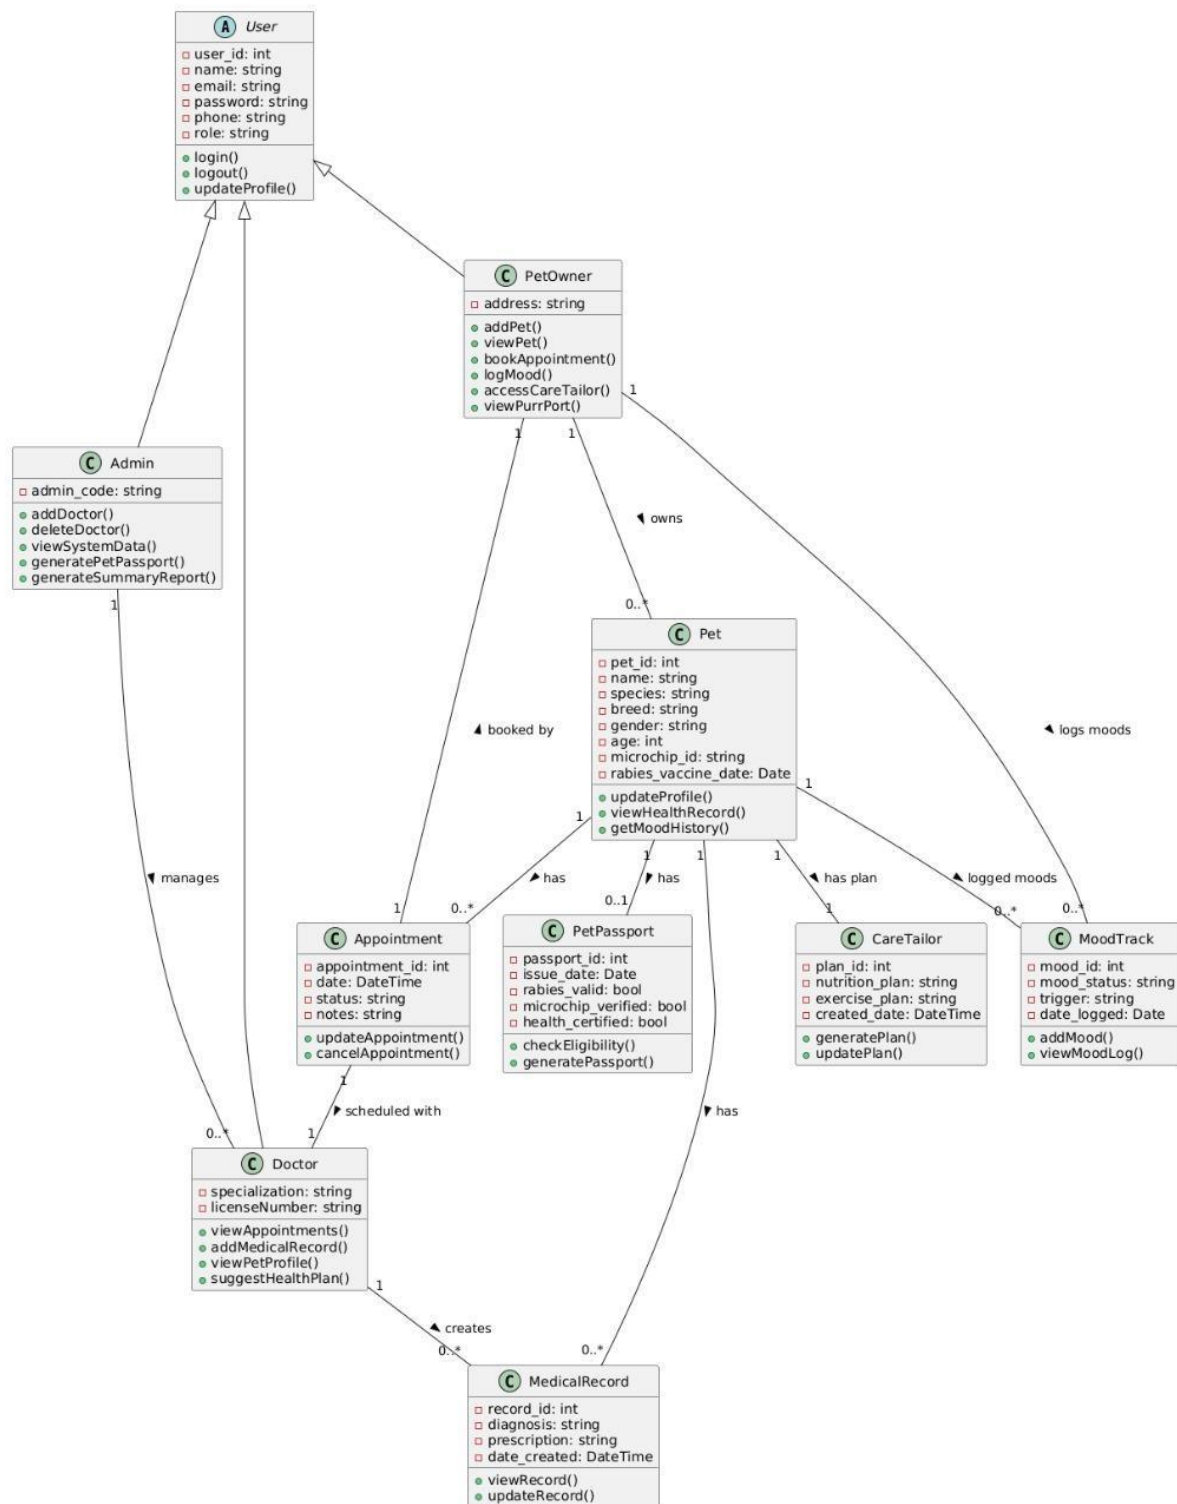 A User
user_id: int
name: string
email: string
password: string
phone: string
role: string
login()
logout()
updateProfile()
C PetOwner
address: string
addPet()
viewPet()
bookAppointment()
logMood()
accessCareTailor()
viewPurrPort()
1
1
1
C Admin
admin_code: string
addDoctor()
deleteDoctor()
viewSystemData()
generatePetPassport()
generateSummaryReport()
1
owns
0..*
C Pet
pet_id: int
name: string
species: string
breed: string
gender: string
age: int
microchip_id: string
rabies_vaccine_date: Date
updateProfile()
viewHealthRecord()
getMoodHistory()
booked by
logs moods
1
1
1
1
1
manages
has
has
has plan
logged moods
1
0..*
0..1
1
0..*
0..*
C Appointment
appointment_id: int
date: DateTime
status: string
notes: string
updateAppointment()
cancelAppointment()
C PetPassport
passport_id: int
issue_date: Date
rabies_valid: bool
microchip_verified: bool
health_certified: bool
checkEligibility()
generatePassport()
C CareTailor
plan_id: int
nutrition_plan: string
exercise_plan: string
created_date: DateTime
generatePlan()
updatePlan()
C MoodTrack
mood_id: int
mood_status: string
trigger: string
date_logged: Date
addMood()
viewMoodLog()
1
scheduled with
has
0..*
1
C Doctor
specialization: string
licenseNumber: string
viewAppointments()
addMedicalRecord()
viewPetProfile()
suggestHealthPlan()
1
creates
0..*
0..*
C MedicalRecord
record_id: int
diagnosis: string
prescription: string
date_created: DateTime
viewRecord()
updateRecord()